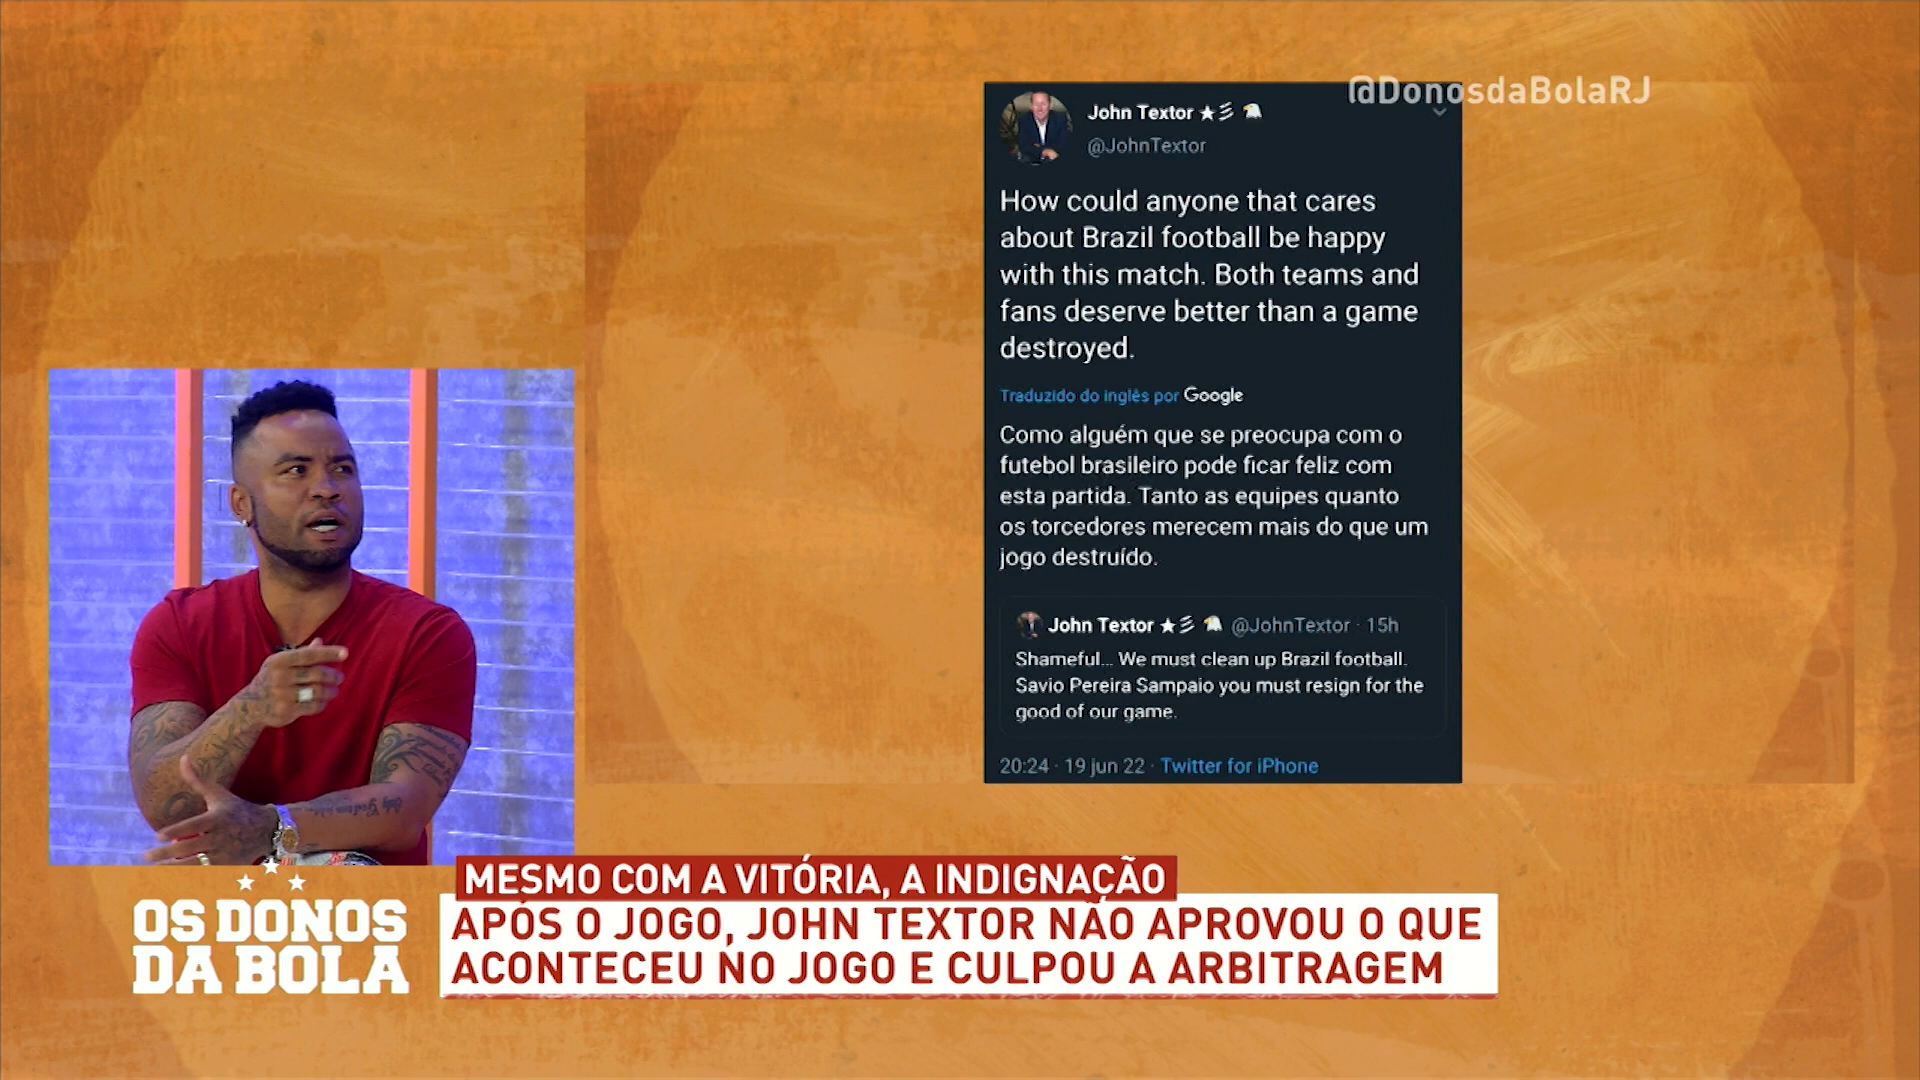 @DonosdaBolaRJ
John Textor
@JohnTextor
How could anyone that cares
about Brazil football be happy
with this match. Both teams and
fans deserve better than a game
destroyed.
Traduzido do inglês por Google
Como alguém que se preocupa com o
futebol brasileiro pode ficar feliz com
esta partida. Tanto as equipes quanto
os torcedores merecem mais do que um
jogo destruído.
John Textor @JohnTextor · 15h
Shameful... We must clean up Brazil football.
Savio Pereira Sampaio you must resign for the
good of our game.
20:24 · 19 jun 22 · Twitter for iPhone
MESMO COM A VITÓRIA, A INDIGNAÇÃO
APÓS O JOGO, JOHN TEXTOR NÃO APROVOU O QUE
ACONTECEU NO JOGO E CULPOU A ARBITRAGEM
OS DONOS
DA BOLA